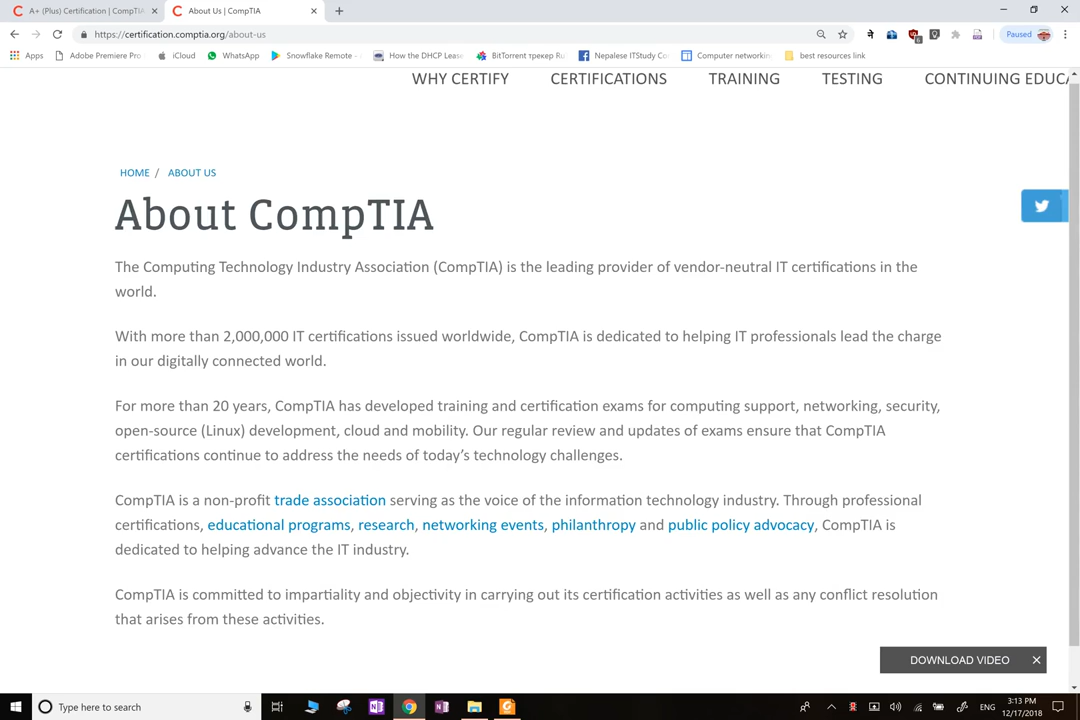 A+ (Plus) Certification | CompTIA
About Us | CompTIA
https://certification.comptia.org/about-us
Paused
Apps
Adobe Premiere Pro
iCloud
WhatsApp
Snowflake Remote -
How the DHCP Lease
BitTorrent трекер Ru
Nepalese ITStudy Co
Computer networkin
best resources link
WHY CERTIFY
CERTIFICATIONS
TRAINING
TESTING
CONTINUING EDUCA
HOME / ABOUT US
About CompTIA
The Computing Technology Industry Association (CompTIA) is the leading provider of vendor-neutral IT certifications in the
world.
With more than 2,000,000 IT certifications issued worldwide, CompTIA is dedicated to helping IT professionals lead the charge
in our digitally connected world.
For more than 20 years, CompTIA has developed training and certification exams for computing support, networking, security,
open-source (Linux) development, cloud and mobility. Our regular review and updates of exams ensure that CompTIA
certifications continue to address the needs of today's technology challenges.
CompTIA is a non-profit trade association serving as the voice of the information technology industry. Through professional
certifications, educational programs, research, networking events, philanthropy and public policy advocacy, CompTIA is
dedicated to helping advance the IT industry.
CompTIA is committed to impartiality and objectivity in carrying out its certification activities as well as any conflict resolution
that arises from these activities.
DOWNLOAD VIDEO
Type here to search
ENG
3:13 PM
12/17/2018